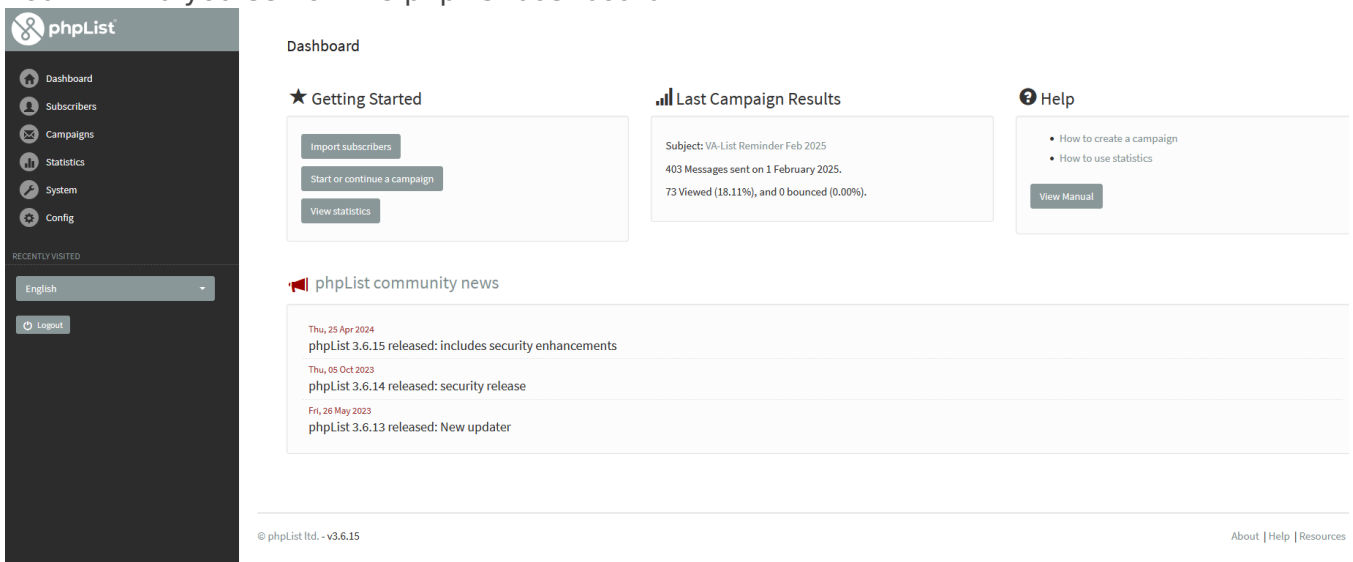 phpList
Dashboard
Subscribers
Campaigns
Statistics
System
Config
RECENTLY VISITED
English
Logout
Dashboard
Getting Started
Import subscribers
Start or continue a campaign
View statistics
Last Campaign Results
Subject: VA-List Reminder Feb 2025
403 Messages sent on 1 February 2025.
73 Viewed (18.11%), and 0 bounced (0.00%).
Help
How to create a campaign
How to use statistics
View Manual
phpList community news
Thu, 25 Apr 2024
phpList 3.6.15 released: includes security enhancements
Thu, 05 Oct 2023
phpList 3.6.14 released: security release
Fri, 26 May 2023
phpList 3.6.13 released: New updater
© phpList ltd. - v3.6.15
About | Help | Resources